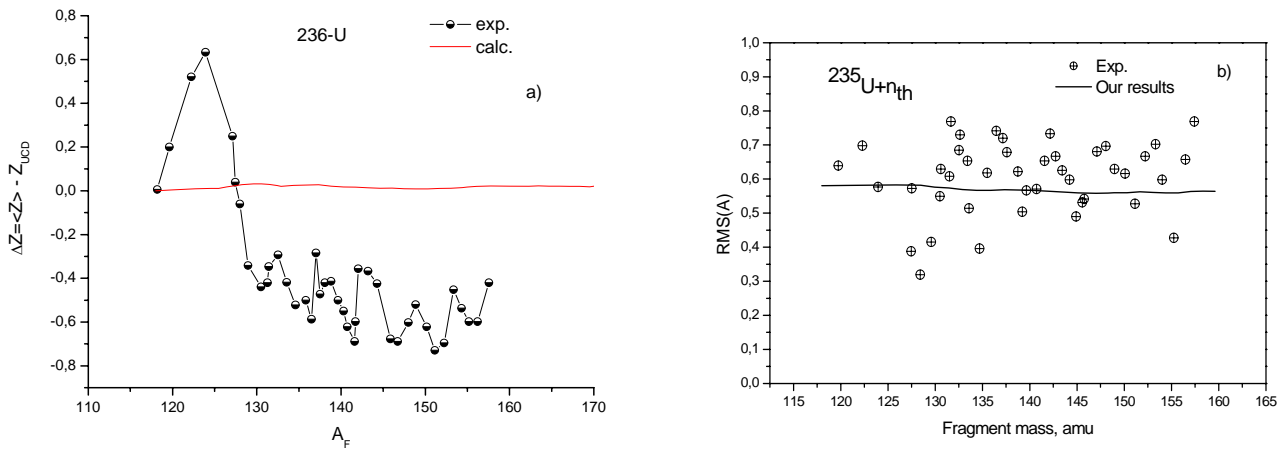 0,8
0,6
0,4
0,2
0,0
-0,2
-0,4
-0,6
-0,8
ΔZ=<Z> - Z_UCD
236-U
exp.
calc.
a)
110 120 130 140 150 160 170
A_F
1,0
0,9
0,8
0,7
0,6
0,5
0,4
0,3
0,2
0,1
0,0
RMS(A)
²³⁵U+n_th
Exp.
Our results
b)
115 120 125 130 135 140 145 150 155 160 165
Fragment mass, amu